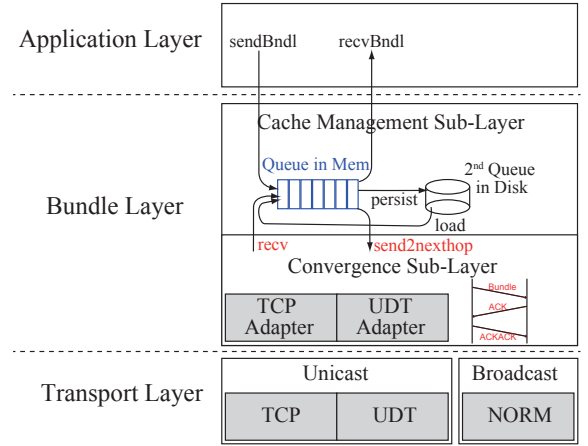 Application Layer
sendBndl
recvBndl
Bundle Layer
Cache Management Sub-Layer
Queue in Mem
2nd Queue
in Disk
persist
load
recv
send2nexthop
Convergence Sub-Layer
TCP
Adapter
UDT
Adapter
Bundle
ACK
ACKACK
Transport Layer
Unicast
TCP
UDT
Broadcast
NORM